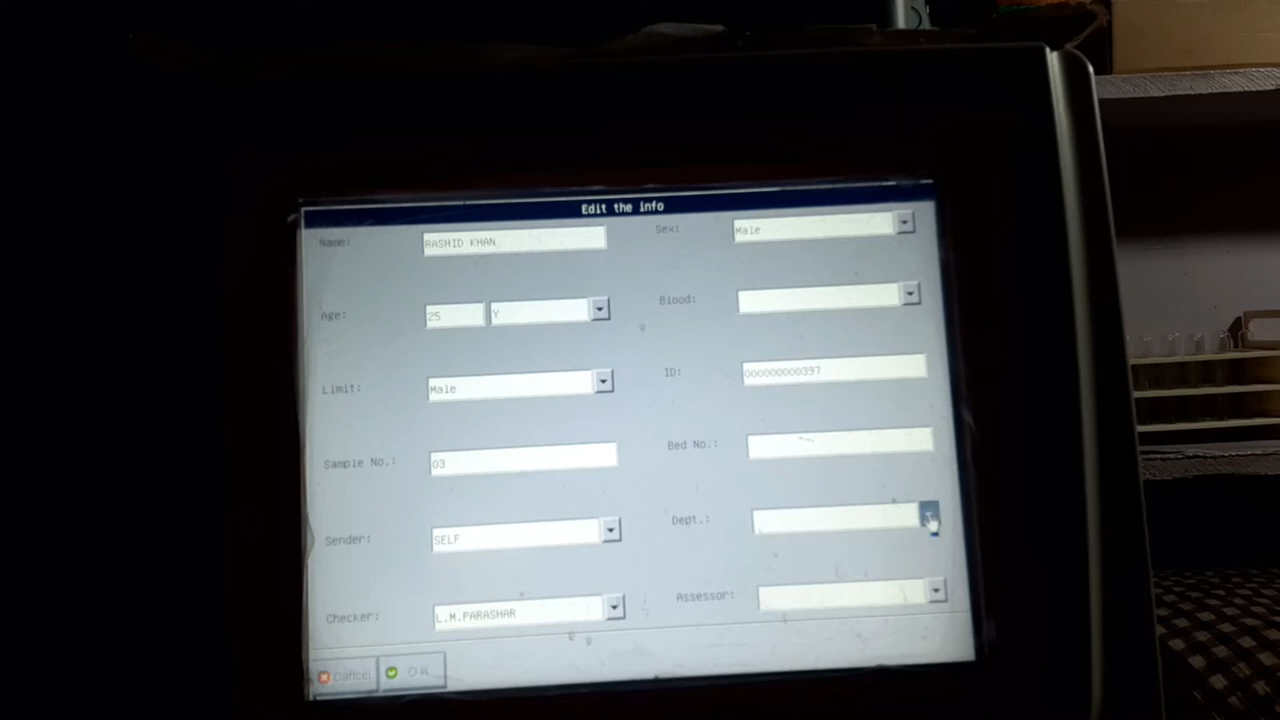 Edit the info
Name: RASHID KHAN Sex: Male
Age: 25 Y Blood:
Limit: Male ID: 000000000397
Sample No.: 03 Bed No.:
Sender: SELF Dept.:
Checker: L.M.PARASHAR Assessor:
Cancel OK